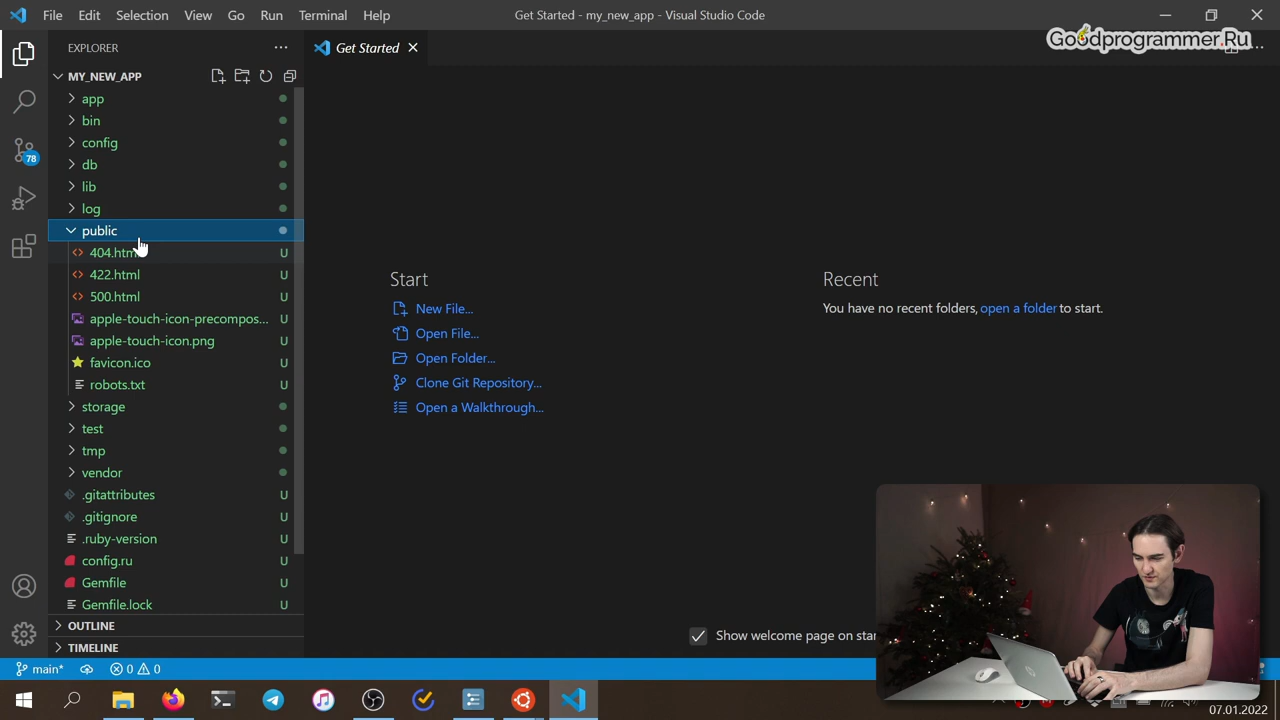 File Edit Selection View Go Run Terminal Help
Get Started - my_new_app - Visual Studio Code
Goodprogrammer.Ru
EXPLORER
Get Started
MY_NEW_APP
app
bin
config
db
lib
log
public
404.htm
U
422.html
U
500.html
U
apple-touch-icon-precompos...
U
apple-touch-icon.png
U
favicon.ico
U
robots.txt
U
storage
test
tmp
vendor
.gitattributes
U
.gitignore
U
.ruby-version
U
config.ru
U
Gemfile
U
Gemfile.lock
U
OUTLINE
TIMELINE
78
Start
New File...
Open File...
Open Folder...
Clone Git Repository...
Open a Walkthrough...
Recent
You have no recent folders, open a folder to start.
Show welcome page on star
main*
0
0
07.01.2022